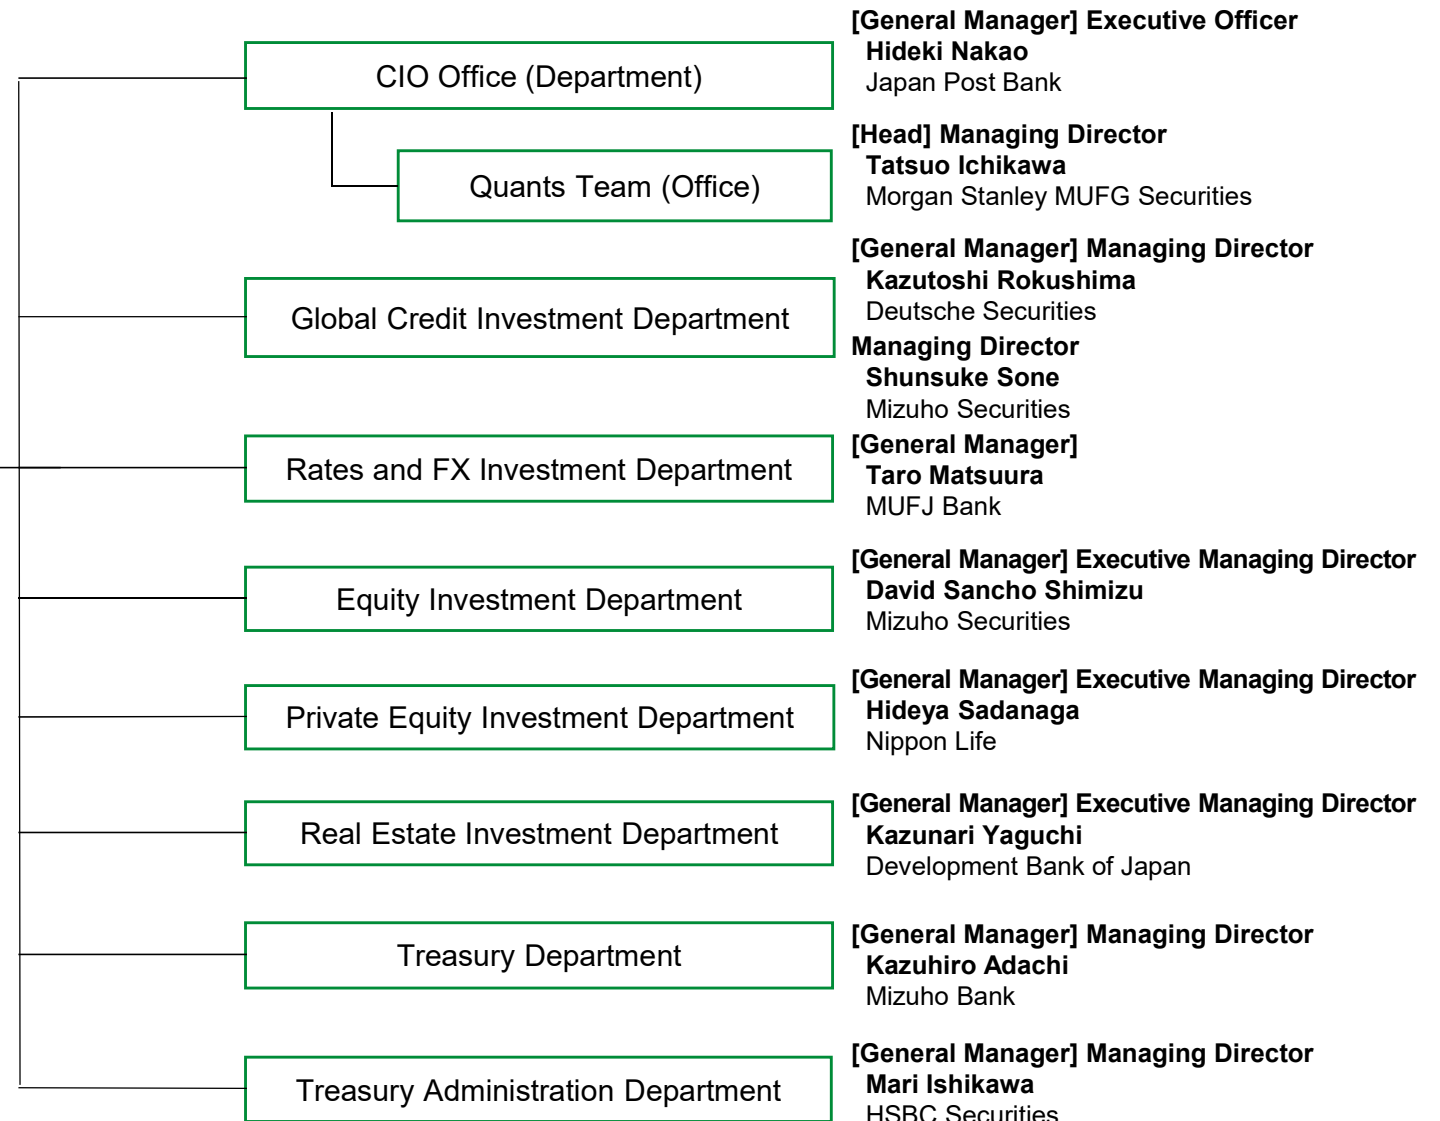 [General Manager] Executive Officer
Hideki Nakao
Japan Post Bank
CIO Office (Department)
[Head] Managing Director
Tatsuo Ichikawa
Morgan Stanley MUFG Securities
Quants Team (Office)
[General Manager] Managing Director
Kazutoshi Rokushima
Deutsche Securities
Global Credit Investment Department
Managing Director
Shunsuke Sone
Mizuho Securities
[General Manager]
Taro Matsuura
MUFJ Bank
Rates and FX Investment Department
[General Manager] Executive Managing Director
David Sancho Shimizu
Mizuho Securities
Equity Investment Department
[General Manager] Executive Managing Director
Hideya Sadanaga
Nippon Life
Private Equity Investment Department
[General Manager] Executive Managing Director
Kazunari Yaguchi
Development Bank of Japan
Real Estate Investment Department
[General Manager] Managing Director
Kazuhiro Adachi
Mizuho Bank
Treasury Department
[General Manager] Managing Director
Mari Ishikawa
HSBC Securities
Treasury Administration Department